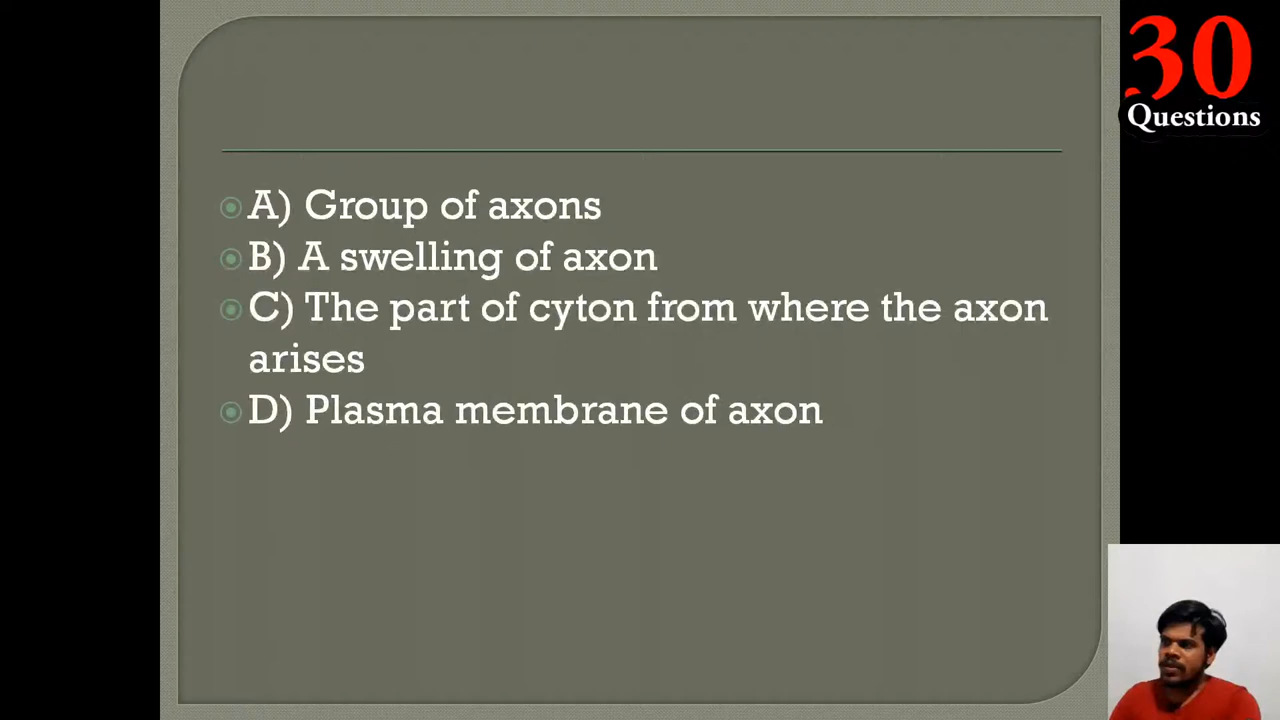 30
Questions
A) Group of axons
B) A swelling of axon
C) The part of cyton from where the axon
arises
D) Plasma membrane of axon